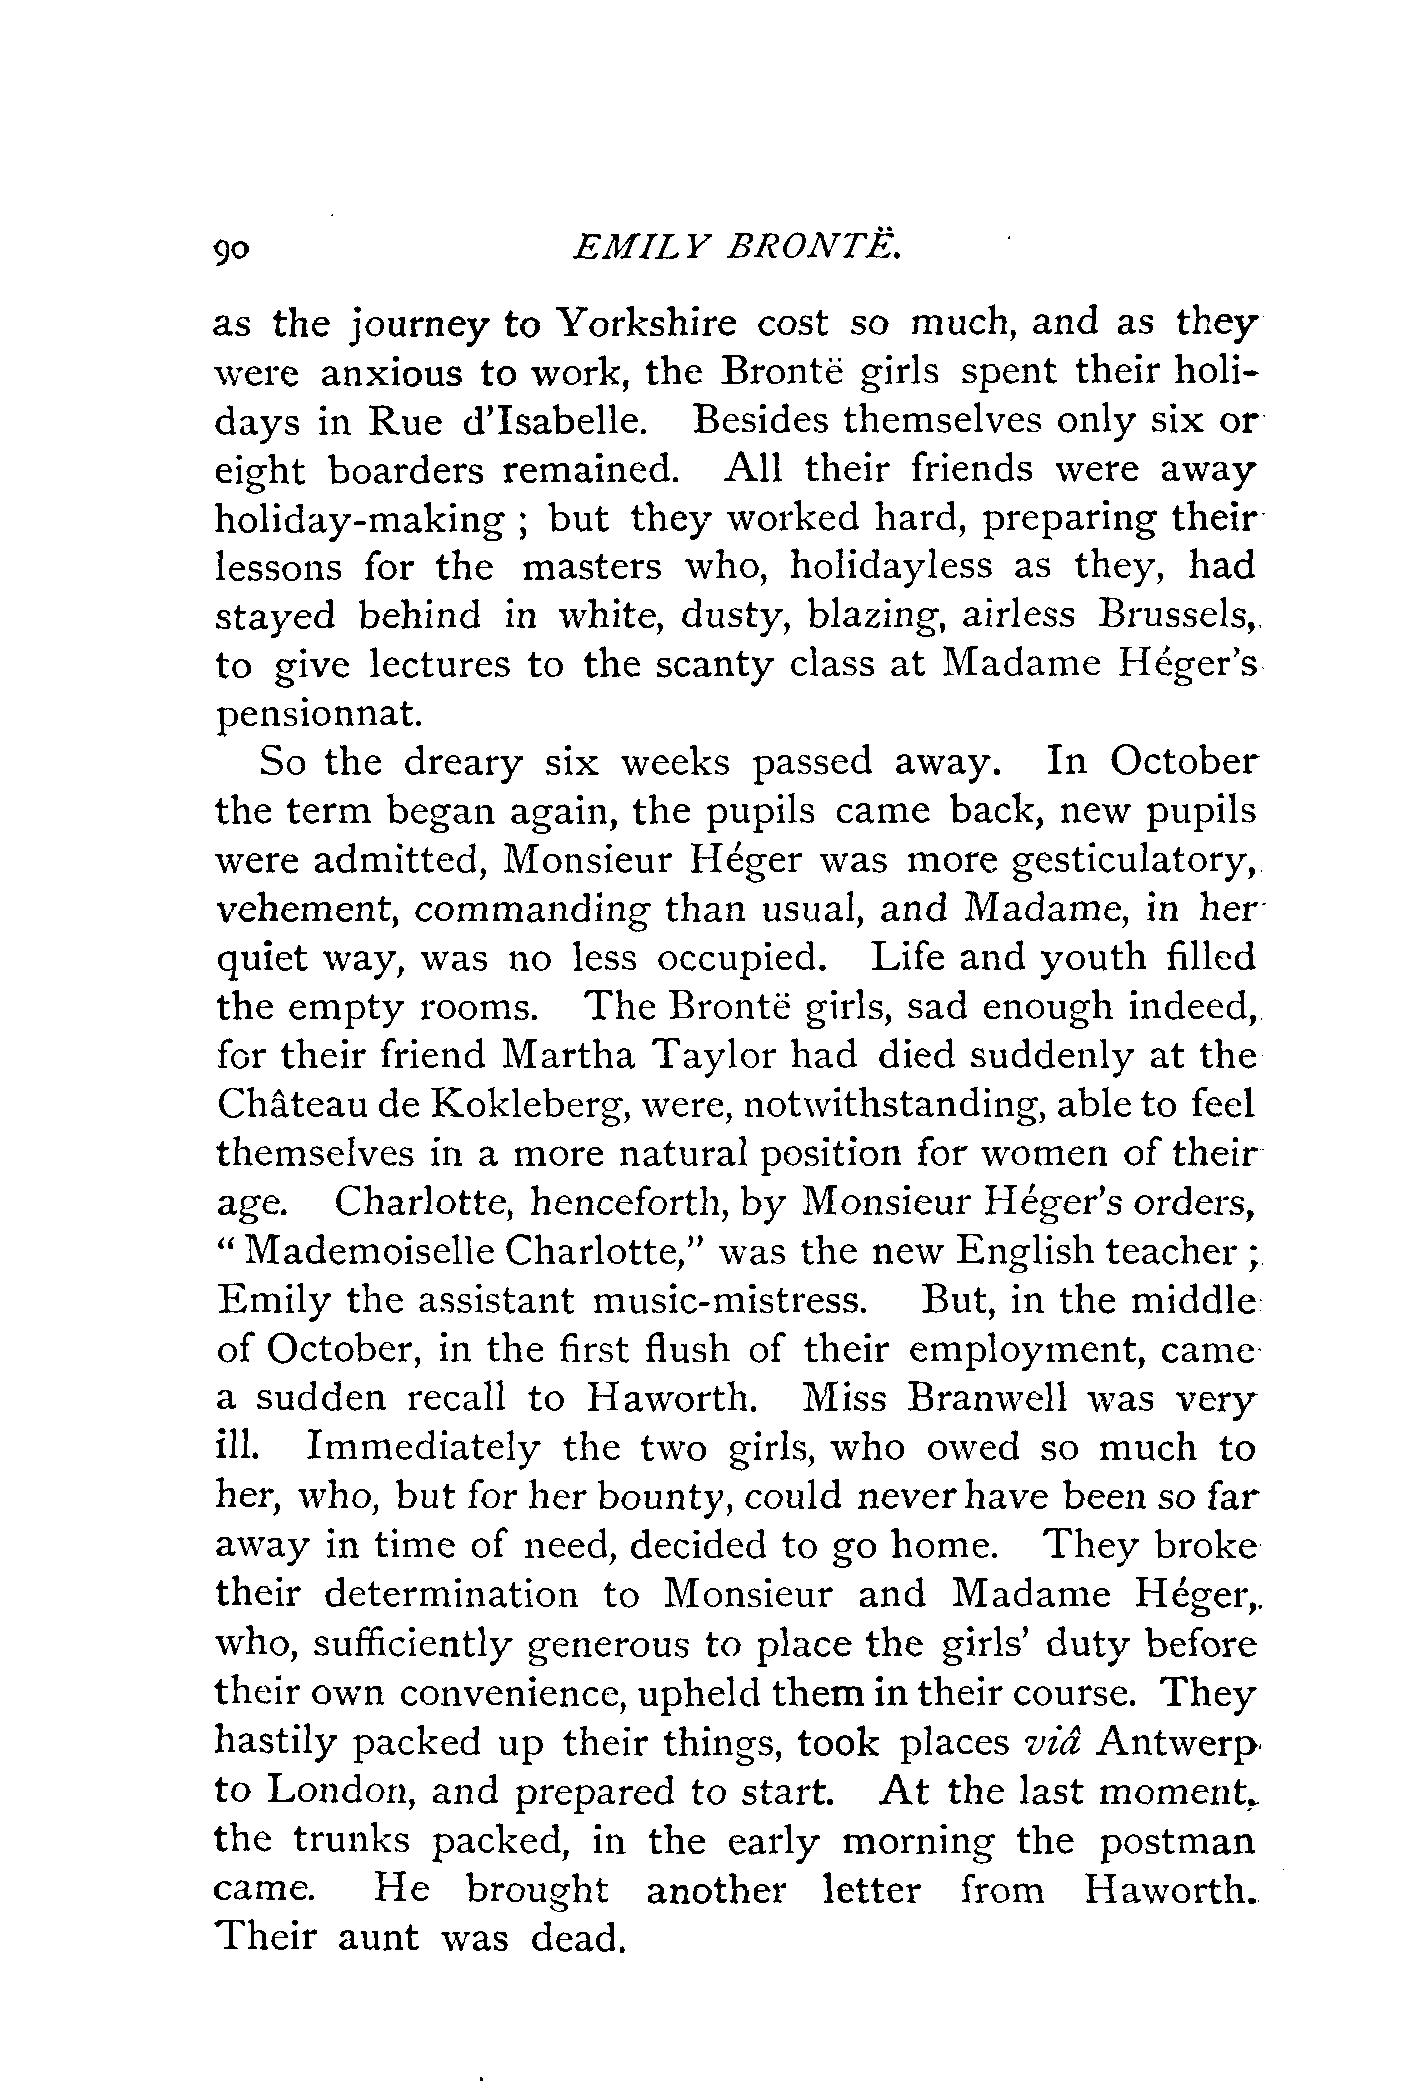 90 EMILY BRONTË.
as the journey to Yorkshire cost so much, and as they
were anxious to work, the Brontë girls spent their holi-
days in Rue d'Isabelle. Besides themselves only six or
eight boarders remained. All their friends were away
holiday-making ; but they worked hard, preparing their
lessons for the masters who, holidayless as they, had
stayed behind in white, dusty, blazing, airless Brussels,
to give lectures to the scanty class at Madame Héger's
pensionnat.
So the dreary six weeks passed away. In October
the term began again, the pupils came back, new pupils
were admitted, Monsieur Héger was more gesticulatory,
vehement, commanding than usual, and Madame, in her
quiet way, was no less occupied. Life and youth filled
the empty rooms. The Brontë girls, sad enough indeed,
for their friend Martha Taylor had died suddenly at the
Château de Kokleberg, were, notwithstanding, able to feel
themselves in a more natural position for women of their
age. Charlotte, henceforth, by Monsieur Héger's orders,
" Mademoiselle Charlotte," was the new English teacher ;
Emily the assistant music-mistress. But, in the middle
of October, in the first flush of their employment, came
a sudden recall to Haworth. Miss Branwell was very
ill. Immediately the two girls, who owed so much to
her, who, but for her bounty, could never have been so far
away in time of need, decided to go home. They broke
their determination to Monsieur and Madame Héger,
who, sufficiently generous to place the girls' duty before
their own convenience, upheld them in their course. They
hastily packed up their things, took places viâ Antwerp
to London, and prepared to start. At the last moment,
the trunks packed, in the early morning the postman
came. He brought another letter from Haworth.
Their aunt was dead.